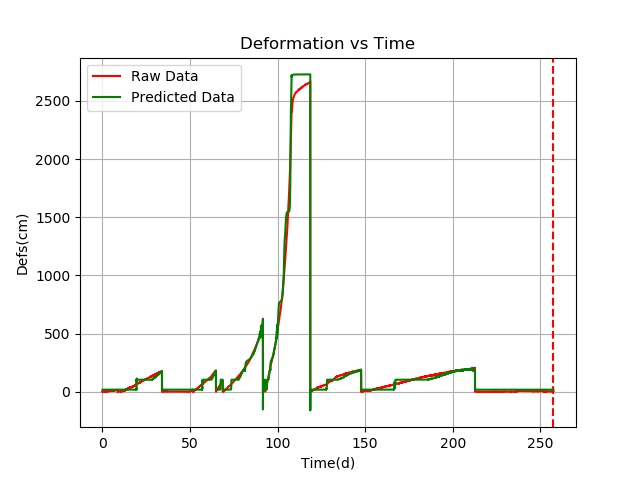 Deformation vs Time
Raw Data
Predicted Data
Defs(cm)
2500
2000
1500
1000
500
0
0 50 100 150 200 250
Time(d)